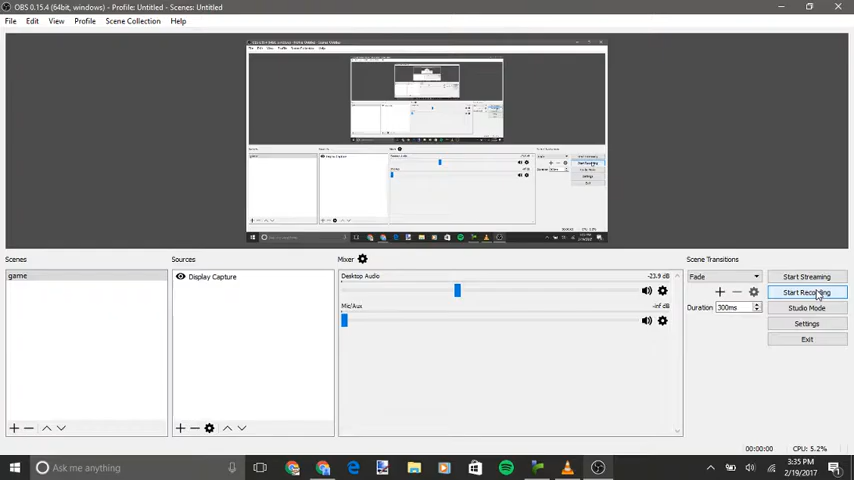 OBS 0.15.4 (64bit, windows) - Profile: Untitled - Scenes: Untitled
File Edit View Profile Scene Collection Help
Scenes Sources Mixer Scene Transitions
game
Display Capture
Desktop Audio -23.9 dB
Mic/Aux -inf dB
Fade
Duration 300ms
Start Streaming
Start Recording
Studio Mode
Settings
Exit
00:00:00 CPU: 5.2%
Ask me anything
3:35 PM
2/19/2017